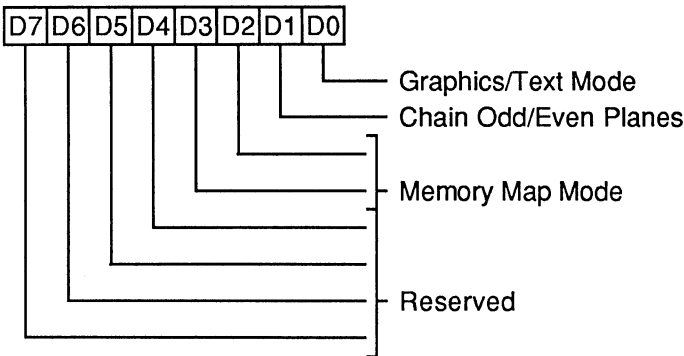 D7 D6 D5 D4 D3 D2 D1 D0
Graphics/Text Mode
Chain Odd/Even Planes
Memory Map Mode
Reserved